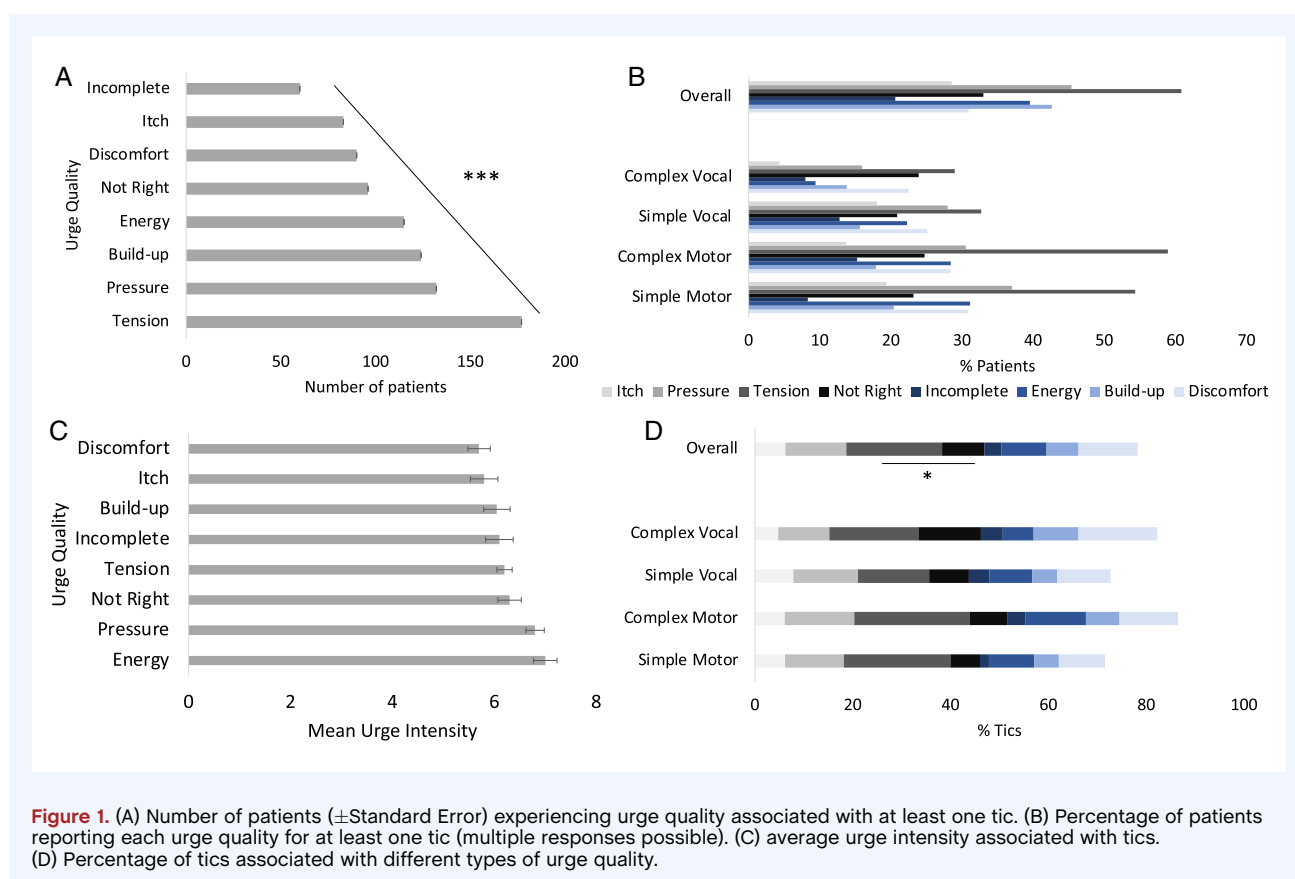 A
Incomplete
Itch
Discomfort
Not Right
Energy
Build-up
Pressure
Tension
Urge Quality
***
0 50 100 150 200
Number of patients
B
Overall
Complex Vocal
Simple Vocal
Complex Motor
Simple Motor
0 10 20 30 40 50 60 70
% Patients
Itch Pressure Tension Not Right Incomplete Energy Build-up Discomfort
C
Discomfort
Itch
Build-up
Incomplete
Tension
Not Right
Pressure
Energy
Urge Quality
0 2 4 6 8
Mean Urge Intensity
D
Overall
*
Complex Vocal
Simple Vocal
Complex Motor
Simple Motor
0 20 40 60 80 100
% Tics
Figure 1. (A) Number of patients (±Standard Error) experiencing urge quality associated with at least one tic. (B) Percentage of patients
reporting each urge quality for at least one tic (multiple responses possible). (C) average urge intensity associated with tics.
(D) Percentage of tics associated with different types of urge quality.